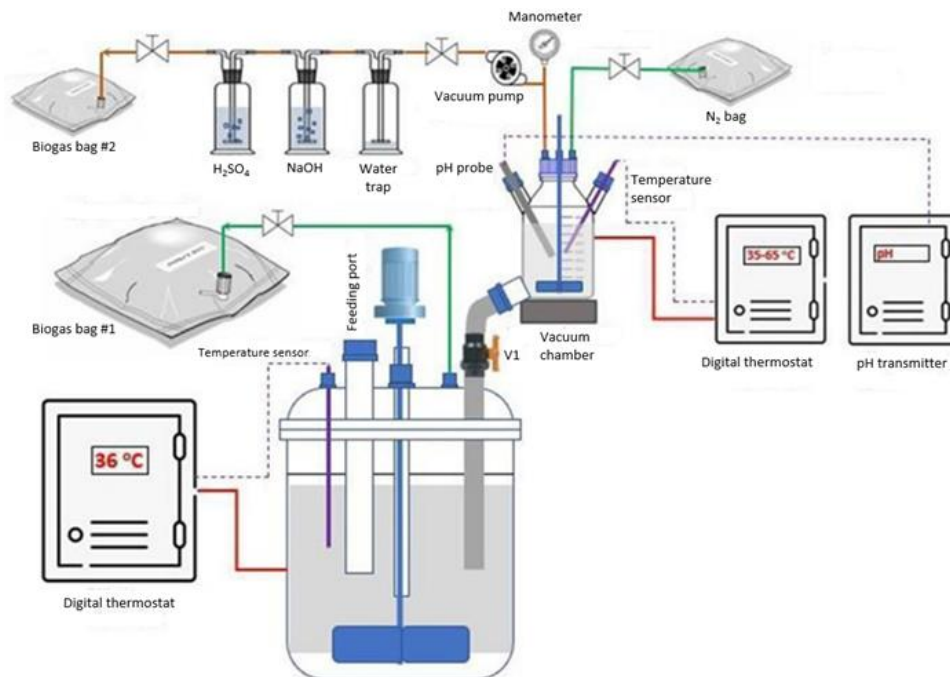 Manometer
Vacuum pump
N₂ bag
Biogas bag #2
H₂SO₄
NaOH
Water
trap
pH probe
Temperature
sensor
35-65 °C
pH
Feeding port
Biogas bag #1
V1
Vacuum
chamber
Digital thermostat
pH transmitter
Temperature sensor
36 °C
Digital thermostat